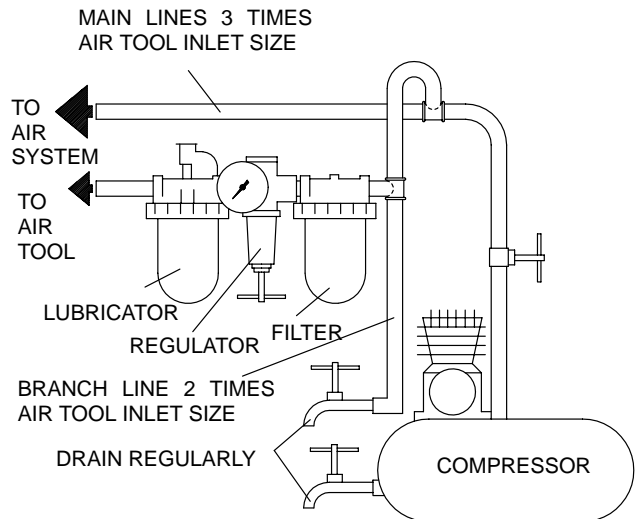 MAIN LINES 3 TIMES
AIR TOOL INLET SIZE
TO
AIR
SYSTEM
TO
AIR
TOOL
LUBRICATOR
REGULATOR
FILTER
BRANCH LINE 2 TIMES
AIR TOOL INLET SIZE
DRAIN REGULARLY
COMPRESSOR